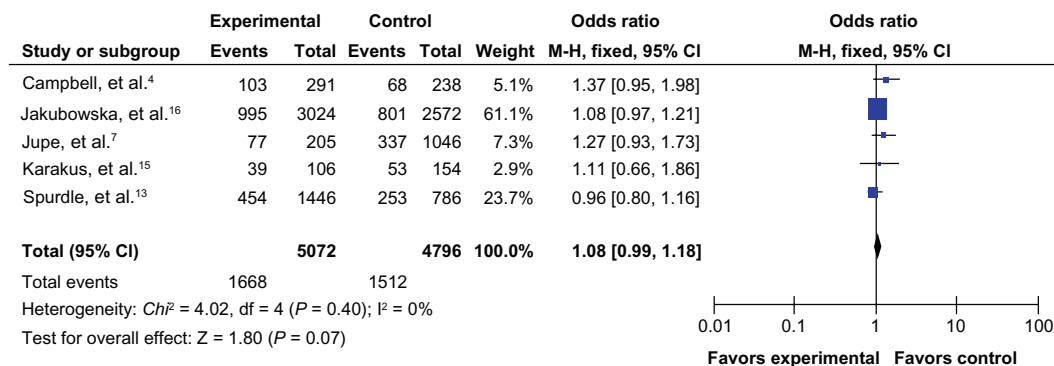 Experimental Control Odds ratio Odds ratio
Study or subgroup Events Total Events Total Weight M-H, fixed, 95% CI M-H, fixed, 95% CI
Campbell, et al.⁴ 103 291 68 238 5.1% 1.37 [0.95, 1.98]
Jakubowska, et al.¹⁶ 995 3024 801 2572 61.1% 1.08 [0.97, 1.21]
Jupe, et al.⁷ 77 205 337 1046 7.3% 1.27 [0.93, 1.73]
Karakus, et al.¹⁵ 39 106 53 154 2.9% 1.11 [0.66, 1.86]
Spurdle, et al.¹³ 454 1446 253 786 23.7% 0.96 [0.80, 1.16]
Total (95% CI) 5072 4796 100.0% 1.08 [0.99, 1.18]
Total events 1668 1512
Heterogeneity: Chi² = 4.02, df = 4 (P = 0.40); I² = 0%
Test for overall effect: Z = 1.80 (P = 0.07)
0.01 0.1 1 10 100
Favors experimental Favors control